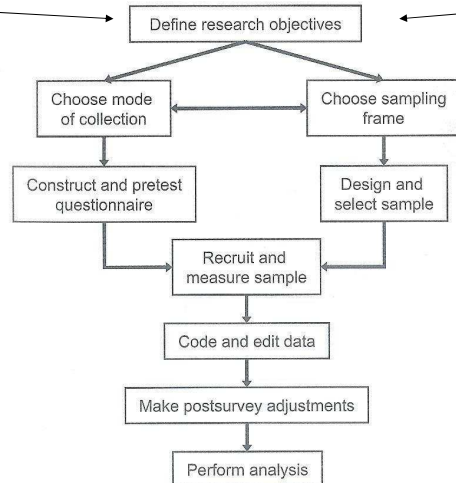 Define research objectives
Choose mode
of collection
Choose sampling
frame
Construct and pretest
questionnaire
Design and
select sample
Recruit and
measure sample
Code and edit data
Make postsurvey adjustments
Perform analysis